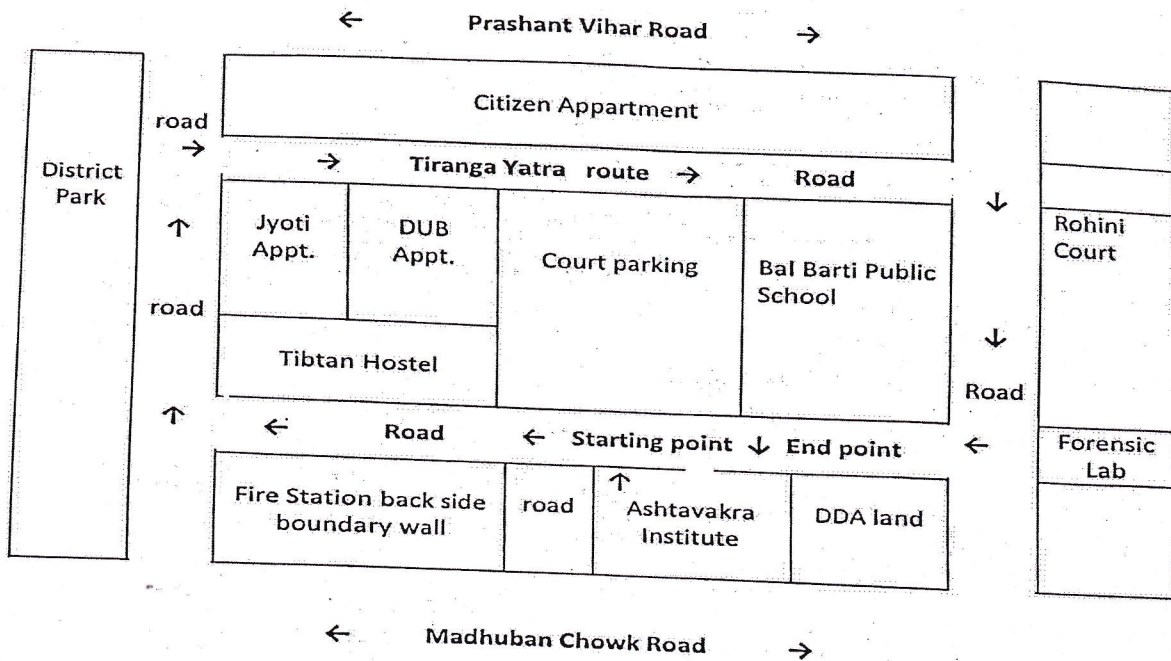 ← Prashant Vihar Road →
Citizen Appartment
road
→
District
Park
→ Tiranga Yatra route → Road
↑
↓
Jyoti
Appt.
DUB
Appt.
Court parking
Bal Barti Public
School
Rohini
Court
road
↓
Tibtan Hostel
Road
↑
← Road ← Starting point ↓ End point ←
Forensic
Lab
Fire Station back side
boundary wall
road
↑
Ashtavakra
Institute
DDA land
← Madhuban Chowk Road →